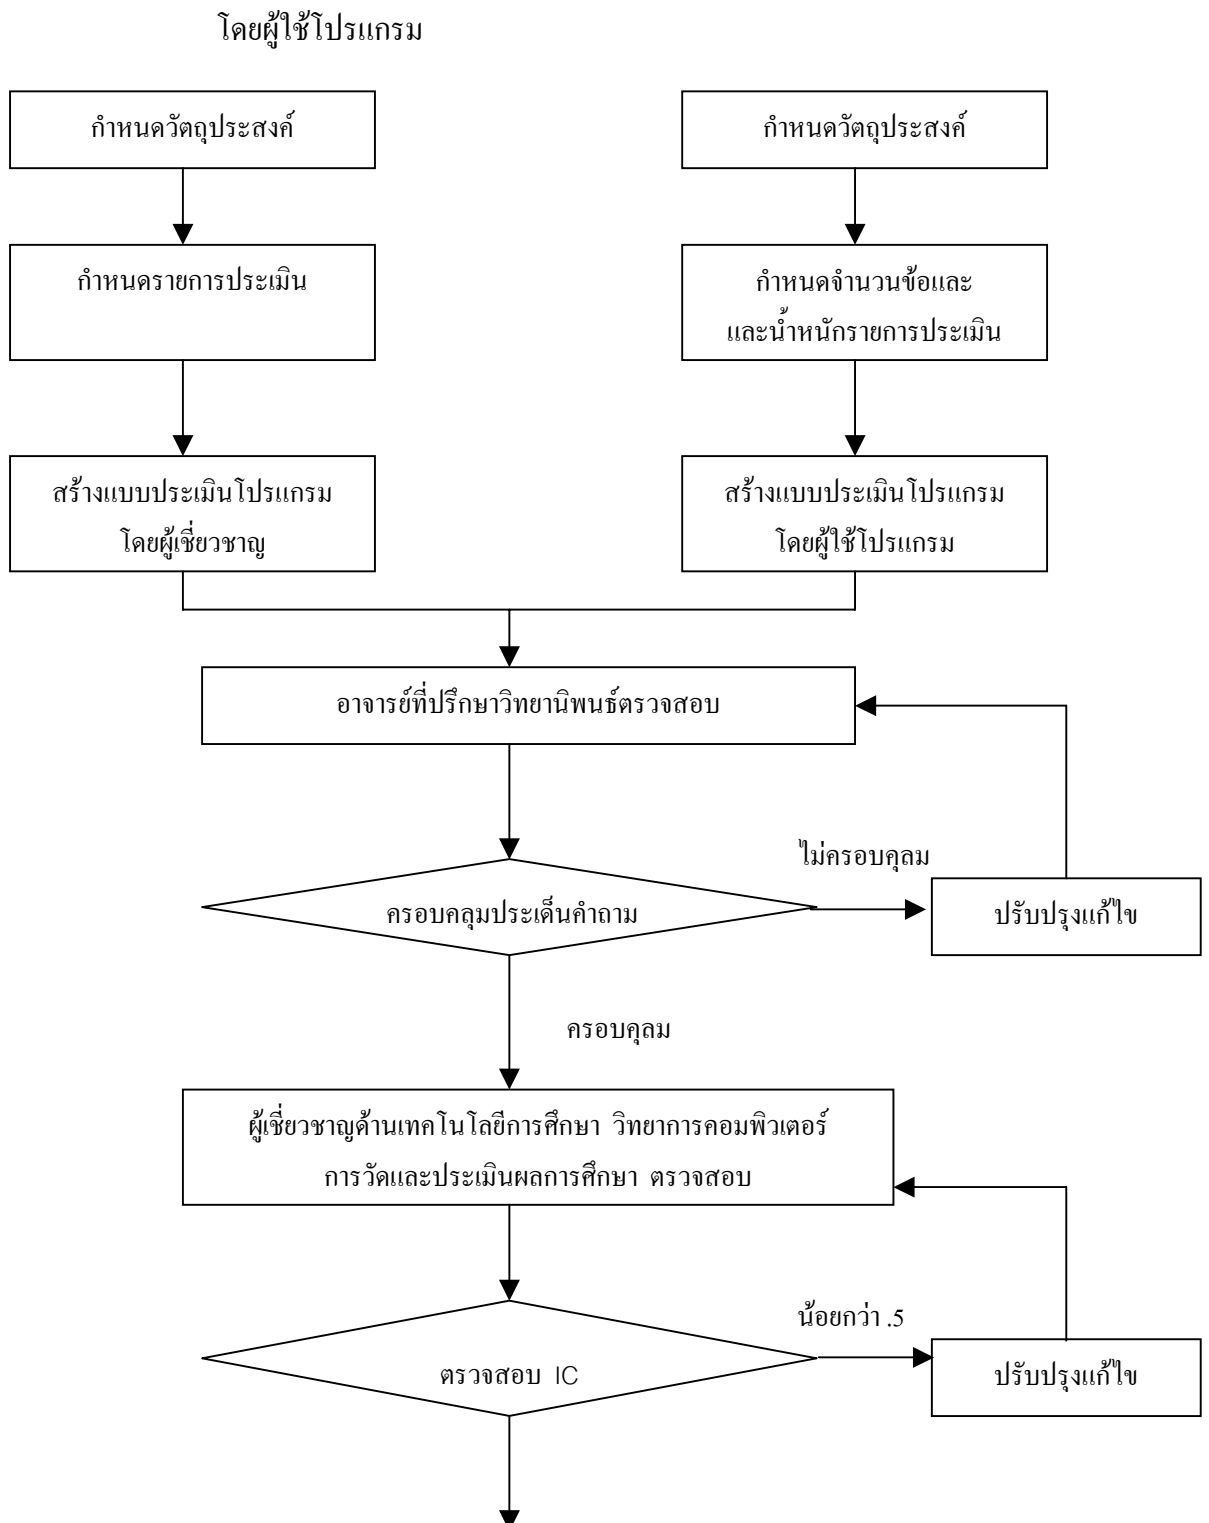 โดยผู้ใช้โปรแกรม
กำหนดวัตถุประสงค์
กำหนดวัตถุประสงค์
กำหนดรายการประเมิน
กำหนดจำนวนข้อและ
และน้ำหนักรายการประเมิน
สร้างแบบประเมินโปรแกรม
โดยผู้เชี่ยวชาญ
สร้างแบบประเมินโปรแกรม
โดยผู้ใช้โปรแกรม
อาจารย์ที่ปรึกษาวิทยานิพนธ์ตรวจสอบ
ไม่ครอบคุลม
ครอบคลุมประเด็นคำถาม
ปรับปรุงแก้ไข
ครอบคุลม
ผู้เชี่ยวชาญด้านเทคโนโลยีการศึกษา วิทยาการคอมพิวเตอร์
การวัดและประเมินผลการศึกษา ตรวจสอบ
น้อยกว่า .5
ตรวจสอบ IC
ปรับปรุงแก้ไข